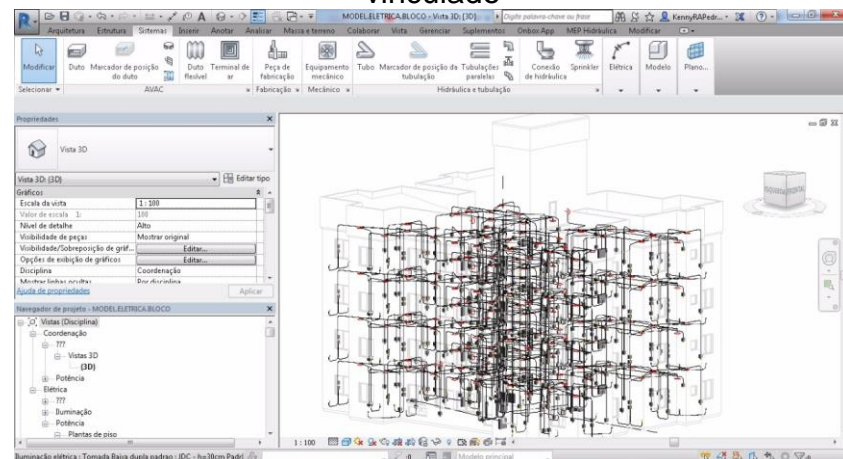 vinculado
MODEL.ELETRICA.BLOCO - Vista 3D: {3D}
Digite palavra-chave ou frase
KennyRAPedr...
Arquitetura Estrutura Sistemas Inserir Anotar Analisar Massa e terreno Colaborar Vista Gerenciar Suplementos Onbox App MEP Hidráulica Modificar
Modificar
Duto
Marcador de posição do duto
Duto flexível
Terminal de ar
Peça de fabricação
Equipamento mecânico
Tubo
Marcador de posição da tubulação
Tubulações paralelas
Conexão de hidráulica
Sprinkler
Elétrica
Modelo
Plano...
Selecionar
AVAC
Fabricação
Mecânico
Hidráulica e tubulação
Propriedades
Vista 3D
Vista 3D: {3D}
Editar tipo
Gráficos
Escala da vista 1 : 100
Valor de escala 1: 100
Nível de detalhe Alto
Visibilidade de peças Mostrar original
Visibilidade/Sobreposição de gráf... Editar...
Opções de exibição de gráficos Editar...
Disciplina Coordenação
Mostrar linhas ocultas Por disciplina
Ajuda de propriedades
Aplicar
Navegador de projeto - MODEL.ELETRICA.BLOCO
Vistas (Disciplina)
Coordenação
???
Vistas 3D
{3D}
Potência
Elétrica
???
Iluminação
Potência
Plantas de piso
FRONTAL
1 : 100
Iluminação elétrica : Tomada Baixa dupla padrao : JDC - h=30cm Padrã
:0
Modelo principal